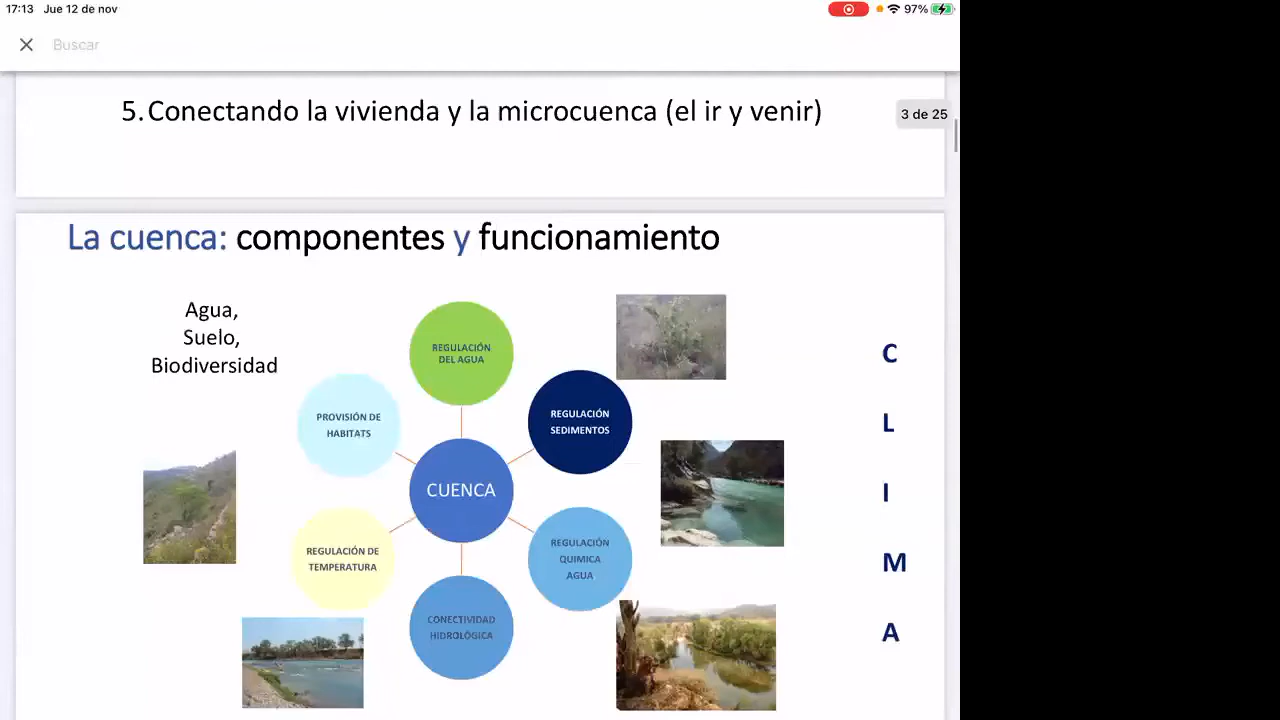 17:13 Jue 12 de nov
97%
Buscar
5. Conectando la vivienda y la microcuenca (el ir y venir)
3 de 25
La cuenca: componentes y funcionamiento
Agua,
Suelo,
Biodiversidad
REGULACIÓN
DEL AGUA
PROVISIÓN DE
HABITATS
REGULACIÓN
SEDIMENTOS
CUENCA
REGULACIÓN DE
TEMPERATURA
REGULACIÓN
QUIMICA
AGUA
CONECTIVIDAD
HIDROLÓGICA
C
L
I
M
A